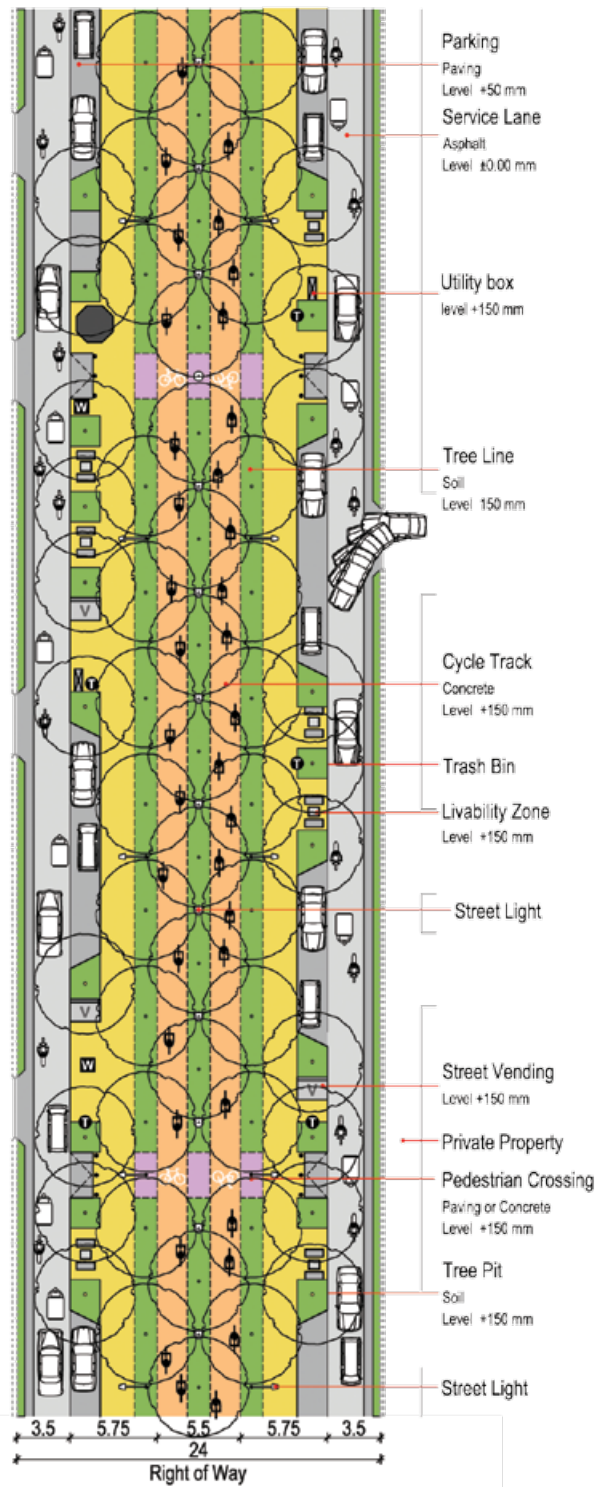 Parking
Paving
Level +50 mm
Service Lane
Asphalt
Level ±0.00 mm
Utility box
level +150 mm
T
W
Tree Line
Soil
Level 150 mm
V
T
Cycle Track
Concrete
Level +150 mm
T
Trash Bin
Livability Zone
Level +150 mm
Street Light
V
W
Street Vending
Level +150 mm
V
T
T
Private Property
Pedestrian Crossing
Paving or Concrete
Level +150 mm
Tree Pit
Soil
Level +150 mm
Street Light
3.5 5.75 5.5 5.75 3.5
24
Right of Way